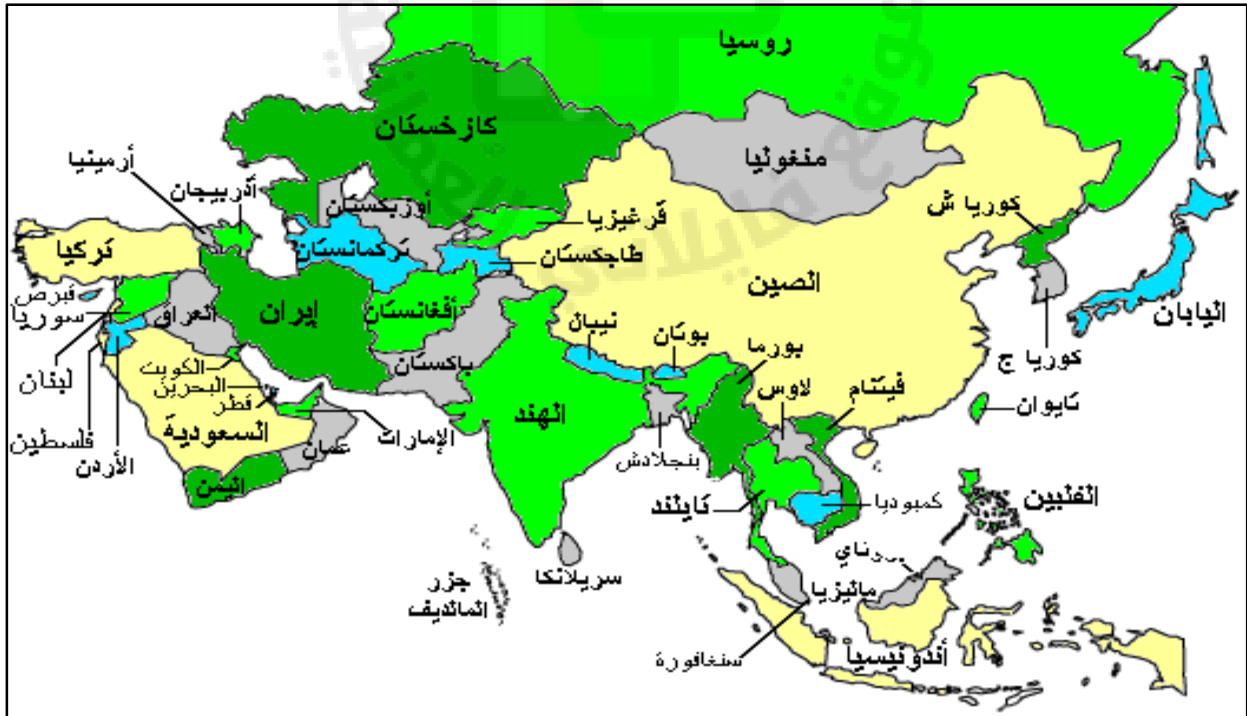 روسيا
كازخستان
منغوليا
أرمينيا
أذربيجان
أوزبكستان
قرغيزيا
كوريا ش
تركيا
تركمانستان
طاجكستان
الصين
قبرص
سوريا
العراق
إيران
أفغانستان
اليابان
نيبال
بوتان
بورما
كوريا ج
لبنان
الكويت
باكستان
لاوس
فيتنام
البحرين
قطر
الهند
تايوان
فلسطين
السعودية
الإمارات
الأردن
عمان
بنجلادش
اليمن
تايلند
كمبوديا
الفلبين
سريلانكا
جزر
المالديف
ماليزيا
سنغافورة
أندونيسيا
موقع